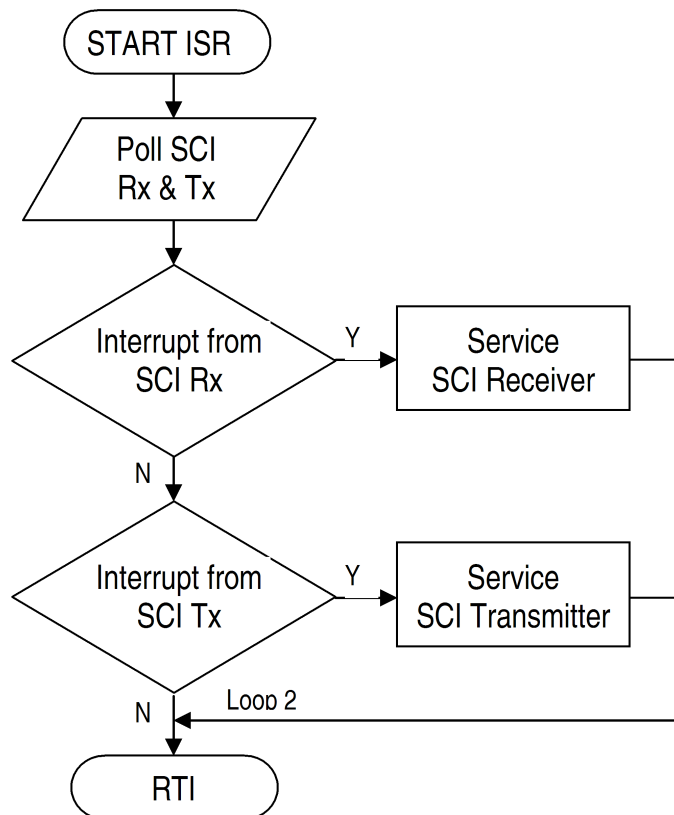 START ISR
Poll SCI
Rx & Tx
Interrupt from
SCI Rx
Y
Service
SCI Receiver
N
Interrupt from
SCI Tx
Y
Service
SCI Transmitter
N
Loop 2
RTI